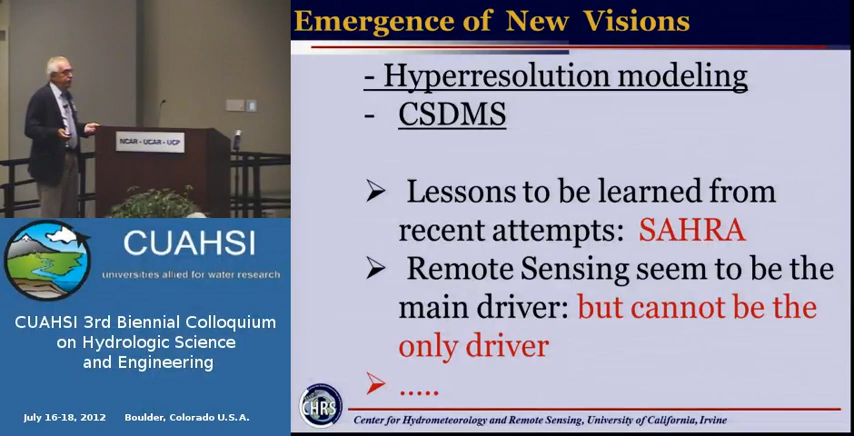 Emergence of New Visions
- Hyperresolution modeling
- CSDMS
➤ Lessons to be learned from
recent attempts: SAHRA
➤ Remote Sensing seem to be the
main driver: but cannot be the
only driver
➤ .....
CHRS
Center for Hydrometeorology and Remote Sensing, University of California, Irvine
NCAR - UCAR - UCP
CUAHSI
universities allied for water research
CUAHSI 3rd Biennial Colloquium
on Hydrologic Science
and Engineering
July 16-18, 2012 Boulder, Colorado U.S.A.